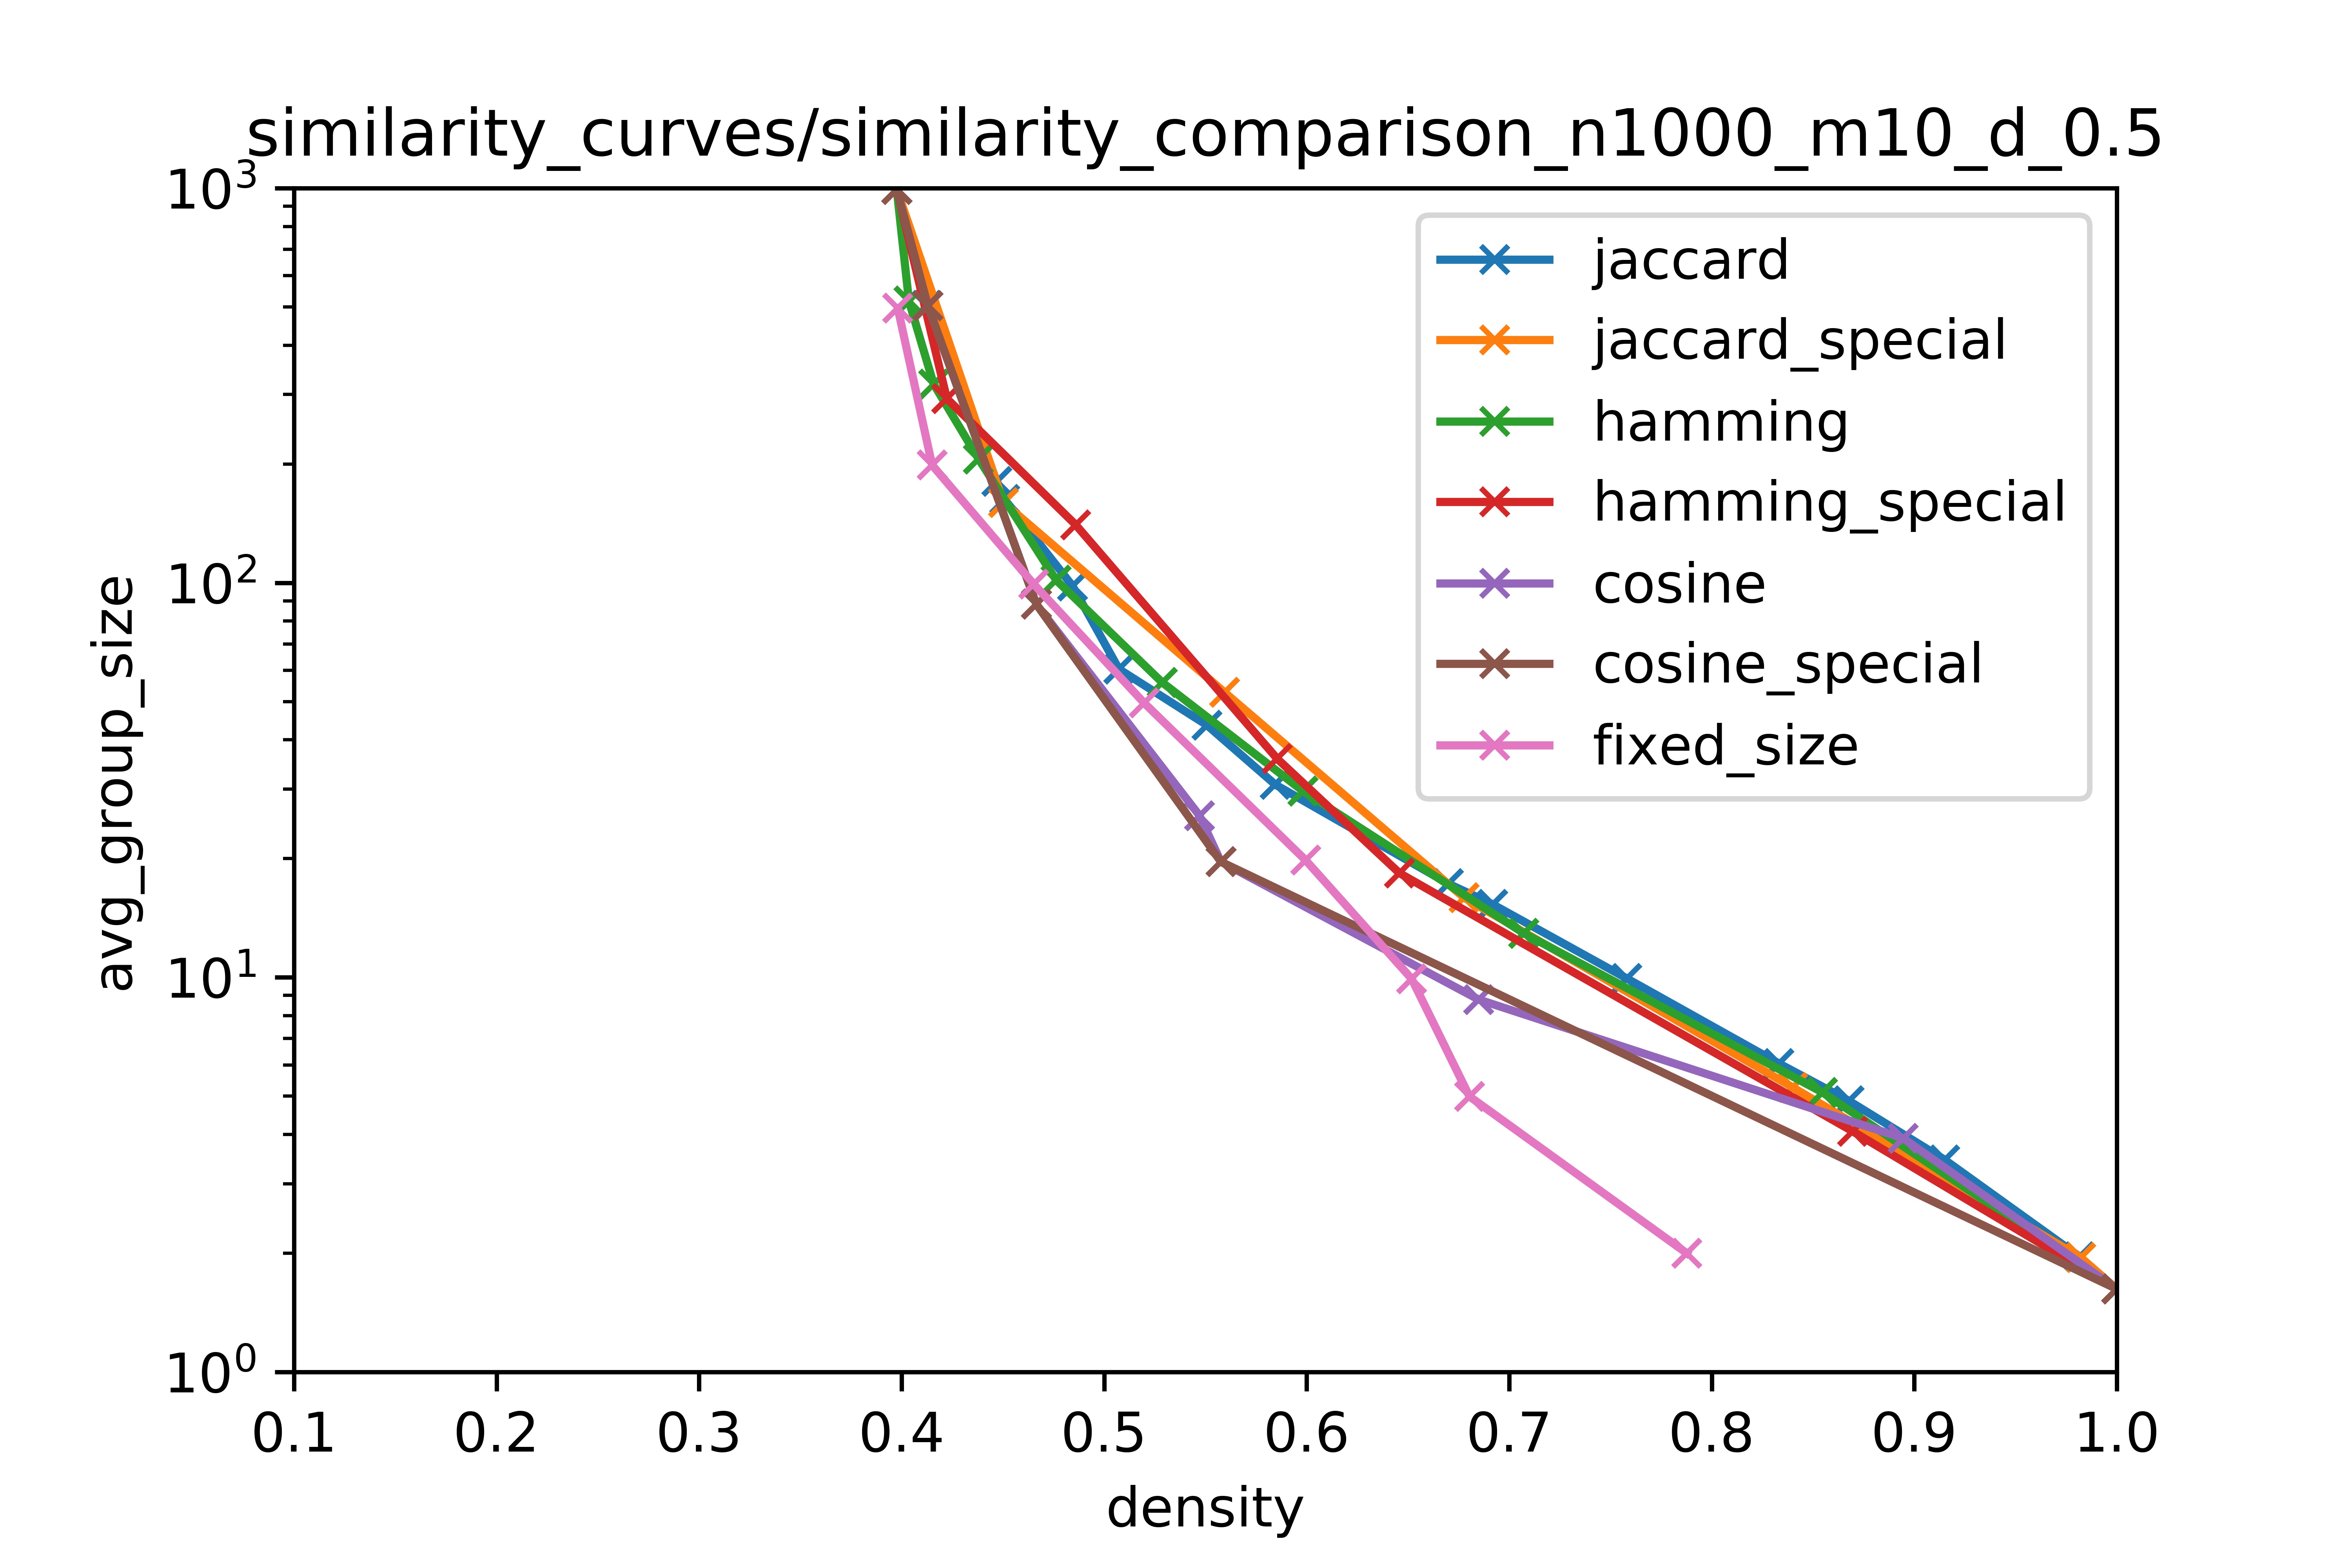 similarity_curves/similarity_comparison_n1000_m10_d_0.5
10³
10²
10¹
10⁰
avg_group_size
jaccard
jaccard_special
hamming
hamming_special
cosine
cosine_special
fixed_size
0.1 0.2 0.3 0.4 0.5 0.6 0.7 0.8 0.9 1.0
density